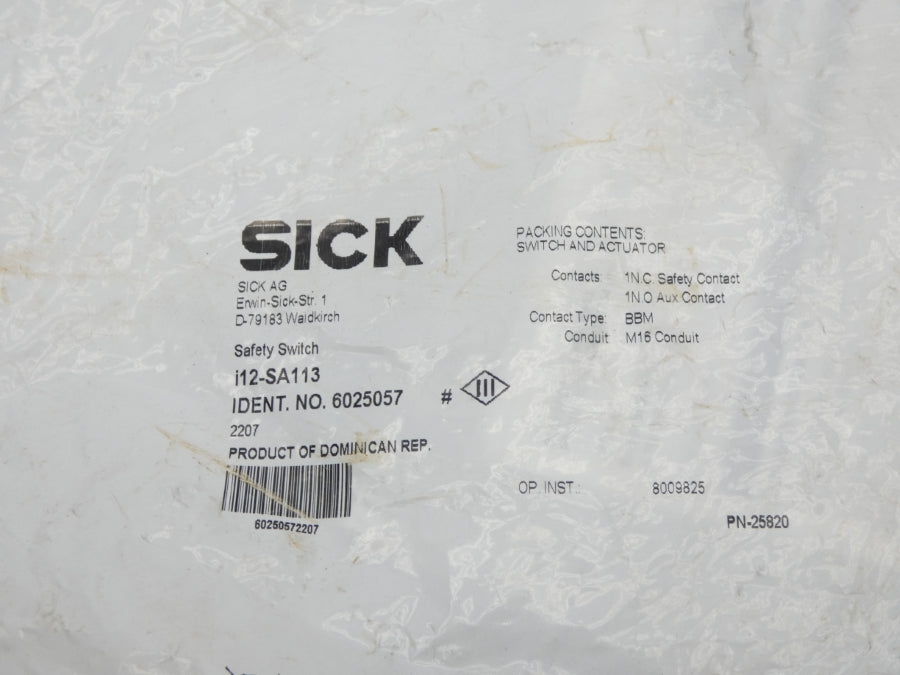 SICK
SICK AG
Erwin-Sick-Str. 1
D-79183 Waldkirch
Safety Switch
i12-SA113
IDENT. NO. 6025057 #
2207
PRODUCT OF DOMINICAN REP.
60250572207
PACKING CONTENTS:
SWITCH AND ACTUATOR
Contacts: 1N.C. Safety Contact
1N.O Aux Contact
Contact Type: BBM
Conduit M16 Conduit
OP. INST.: 8009825
PN-25820